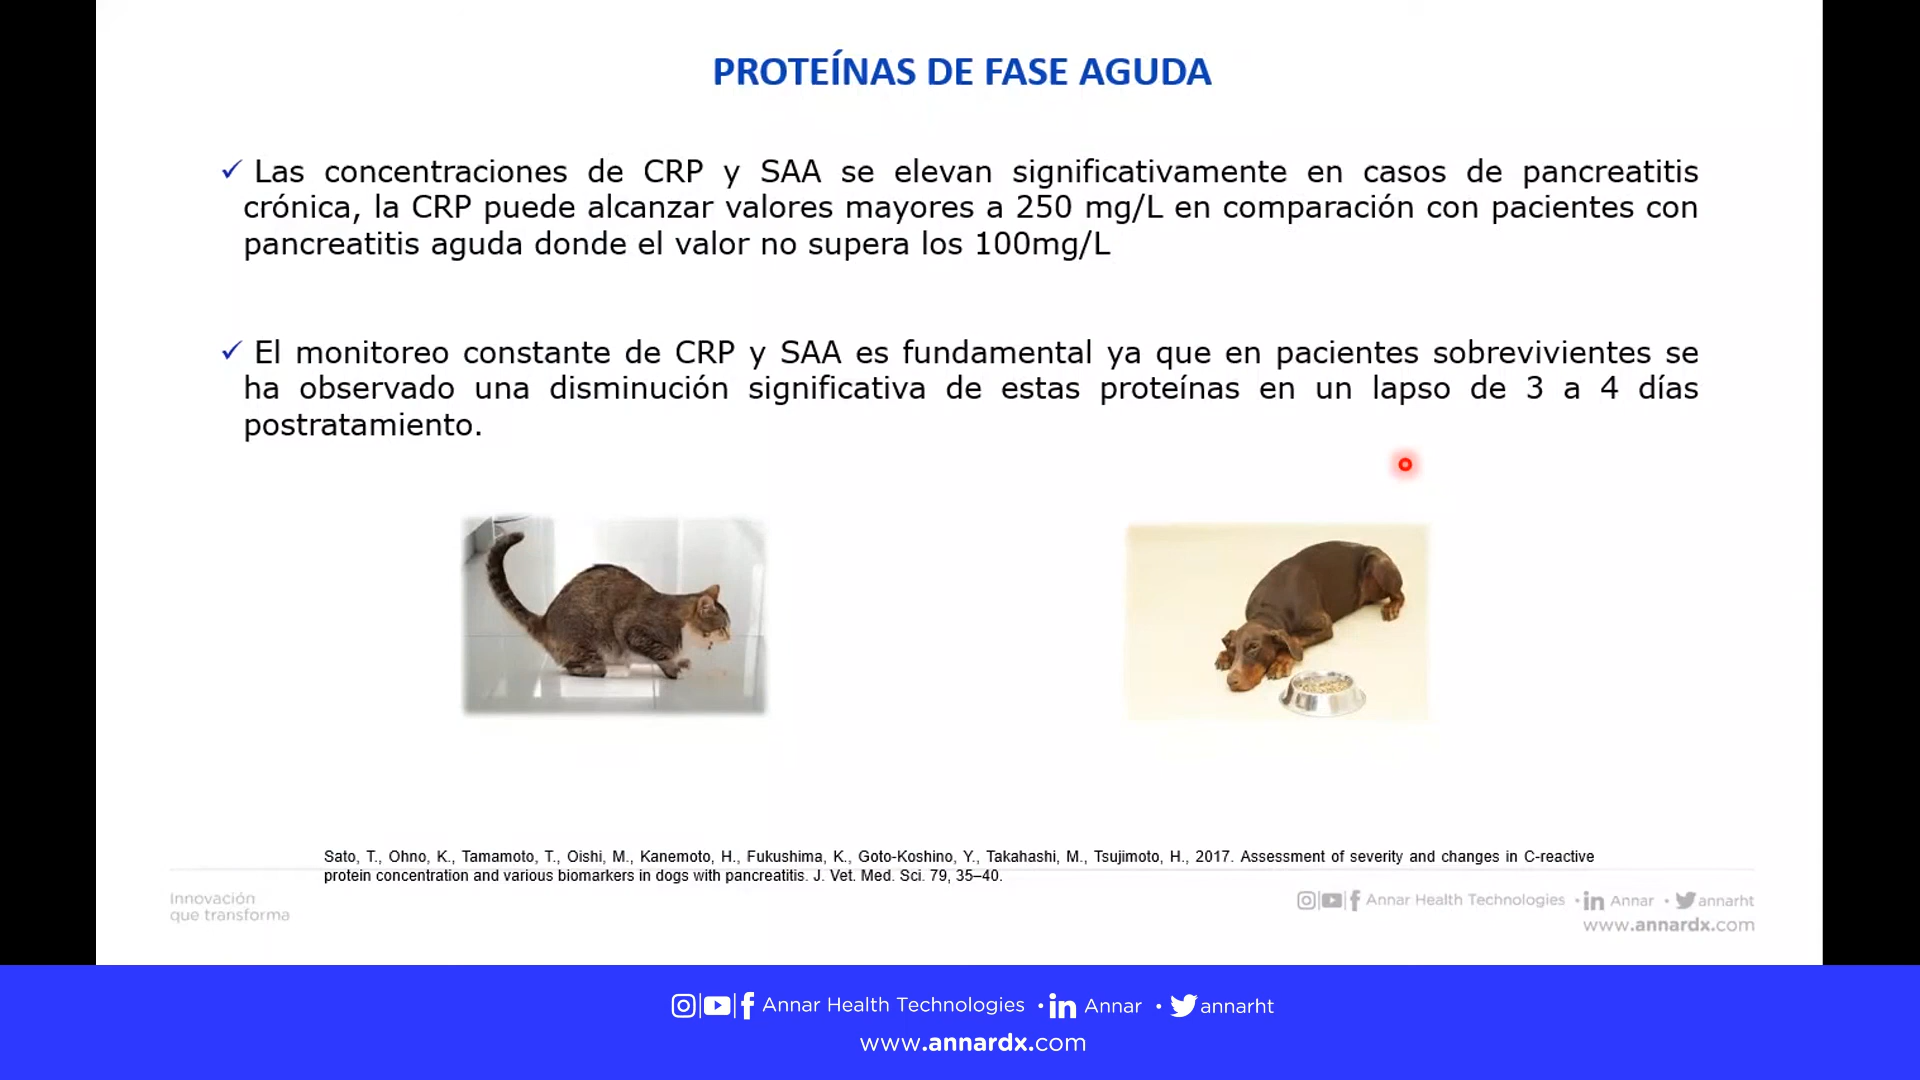 PROTEÍNAS DE FASE AGUDA
✓ Las concentraciones de CRP y SAA se elevan significativamente en casos de pancreatitis
crónica, la CRP puede alcanzar valores mayores a 250 mg/L en comparación con pacientes con
pancreatitis aguda donde el valor no supera los 100mg/L
✓ El monitoreo constante de CRP y SAA es fundamental ya que en pacientes sobrevivientes se
ha observado una disminución significativa de estas proteínas en un lapso de 3 a 4 días
postratamiento.
Sato, T., Ohno, K., Tamamoto, T., Oishi, M., Kanemoto, H., Fukushima, K., Goto-Koshino, Y., Takahashi, M., Tsujimoto, H., 2017. Assessment of severity and changes in C-reactive
protein concentration and various biomarkers in dogs with pancreatitis. J. Vet. Med. Sci. 79, 35–40.
Innovación
que transforma
Annar Health Technologies • in Annar • annarht
www.annardx.com
Annar Health Technologies • in Annar • annarht
www.annardx.com